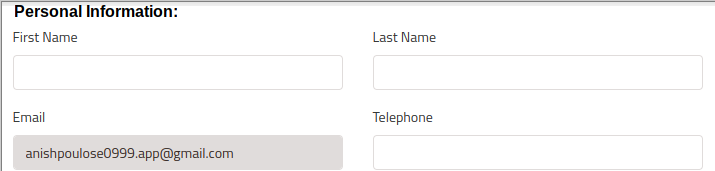 Personal Information:
First Name
Last Name
Email
Telephone
anishpoulose0999.app@gmail.com